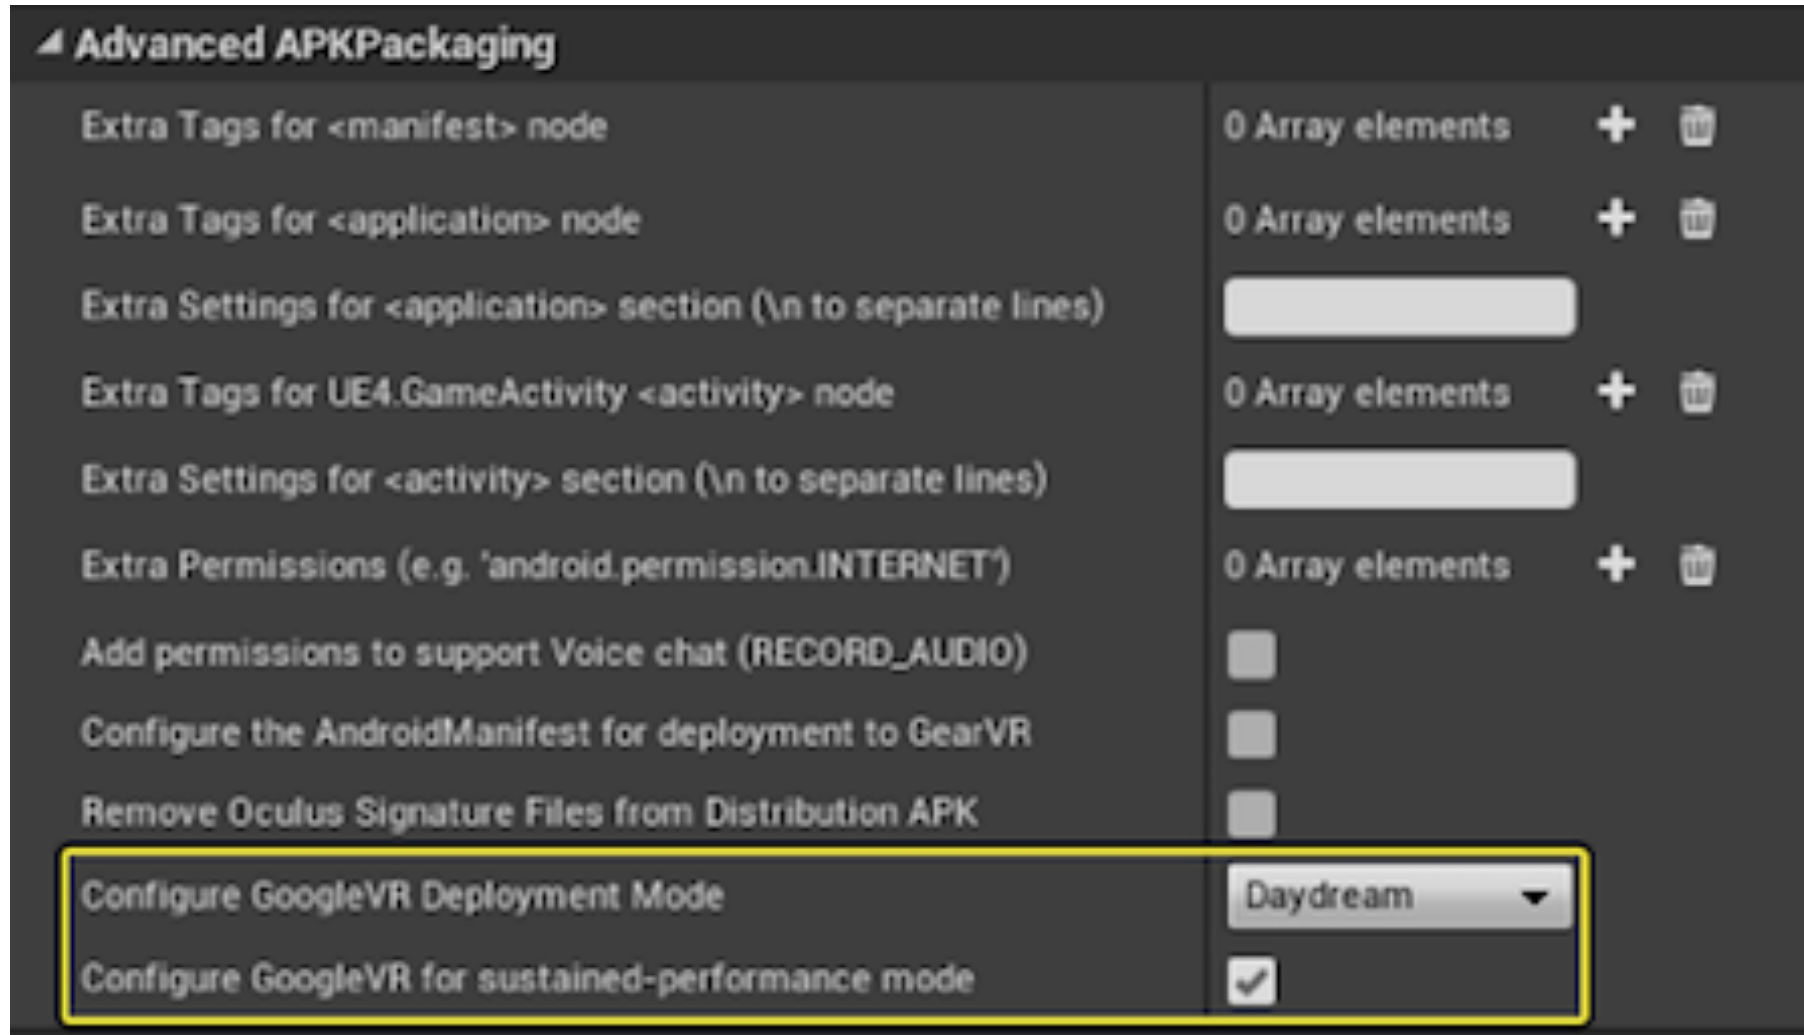 Advanced APKPackaging
Extra Tags for <manifest> node 0 Array elements
Extra Tags for <application> node 0 Array elements
Extra Settings for <application> section (\n to separate lines)
Extra Tags for UE4.GameActivity <activity> node 0 Array elements
Extra Settings for <activity> section (\n to separate lines)
Extra Permissions (e.g. 'android.permission.INTERNET') 0 Array elements
Add permissions to support Voice chat (RECORD_AUDIO)
Configure the AndroidManifest for deployment to GearVR
Remove Oculus Signature Files from Distribution APK
Configure GoogleVR Deployment Mode Daydream
Configure GoogleVR for sustained-performance mode